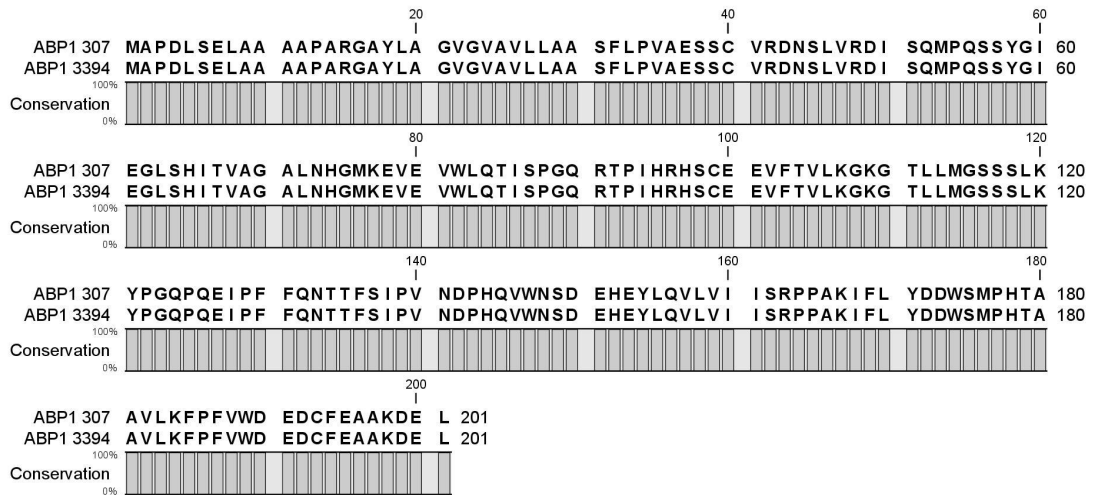 20 40 60
ABP1 307 MAPDLSELAA AAPARGAYLA GVGVAVLLAA SFLPVAESSC VRDNSLVRDI SQMPQSSYGI 60
ABP1 3394 MAPDLSELAA AAPARGAYLA GVGVAVLLAA SFLPVAESSC VRDNSLVRDI SQMPQSSYGI 60
100%
Conservation
0%
80 100 120
ABP1 307 EGLSHITVAG ALNHGMKEVE VWLQTISPGQ RTPIHRHSCE EVFTVLKGKG TLLMGSSSLK 120
ABP1 3394 EGLSHITVAG ALNHGMKEVE VWLQTISPGQ RTPIHRHSCE EVFTVLKGKG TLLMGSSSLK 120
100%
Conservation
0%
140 160 180
ABP1 307 YPGQPQEIPF FQNTTFSIPV NDPHQVWNSD EHEYLQVLVI ISRPPAKIFL YDDWSMPHTA 180
ABP1 3394 YPGQPQEIPF FQNTTFSIPV NDPHQVWNSD EHEYLQVLVI ISRPPAKIFL YDDWSMPHTA 180
100%
Conservation
0%
200
ABP1 307 AVLKFPFVWD EDCFEAAKDE L 201
ABP1 3394 AVLKFPFVWD EDCFEAAKDE L 201
100%
Conservation
0%